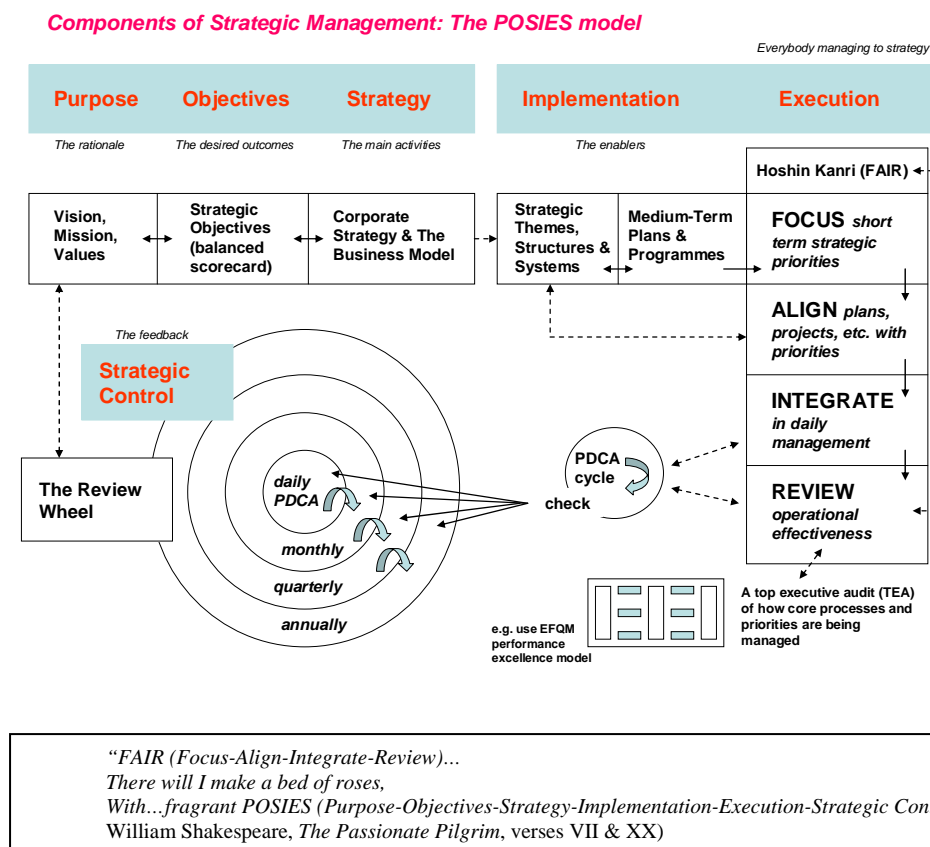 Components of Strategic Management: The POSIES model
Everybody managing to strategy
Purpose
Objectives
Strategy
Implementation
Execution
The rationale
The desired outcomes
The main activities
The enablers
Hoshin Kanri (FAIR)
Vision,
Mission,
Values
Strategic
Objectives
(balanced
scorecard)
Corporate
Strategy & The
Business Model
Strategic
Themes,
Structures &
Systems
Medium-Term
Plans &
Programmes
FOCUS short
term strategic
priorities
ALIGN plans,
projects, etc. with
priorities
INTEGRATE
in daily
management
REVIEW
operational
effectiveness
The feedback
Strategic
Control
The Review
Wheel
daily
PDCA
monthly
quarterly
annually
PDCA
cycle
check
e.g. use EFQM
performance
excellence model
A top executive audit (TEA)
of how core processes and
priorities are being
managed
“FAIR (Focus-Align-Integrate-Review)...
There will I make a bed of roses,
With...fragrant POSIES (Purpose-Objectives-Strategy-Implementation-Execution-Strategic Con
William Shakespeare, The Passionate Pilgrim, verses VII & XX)